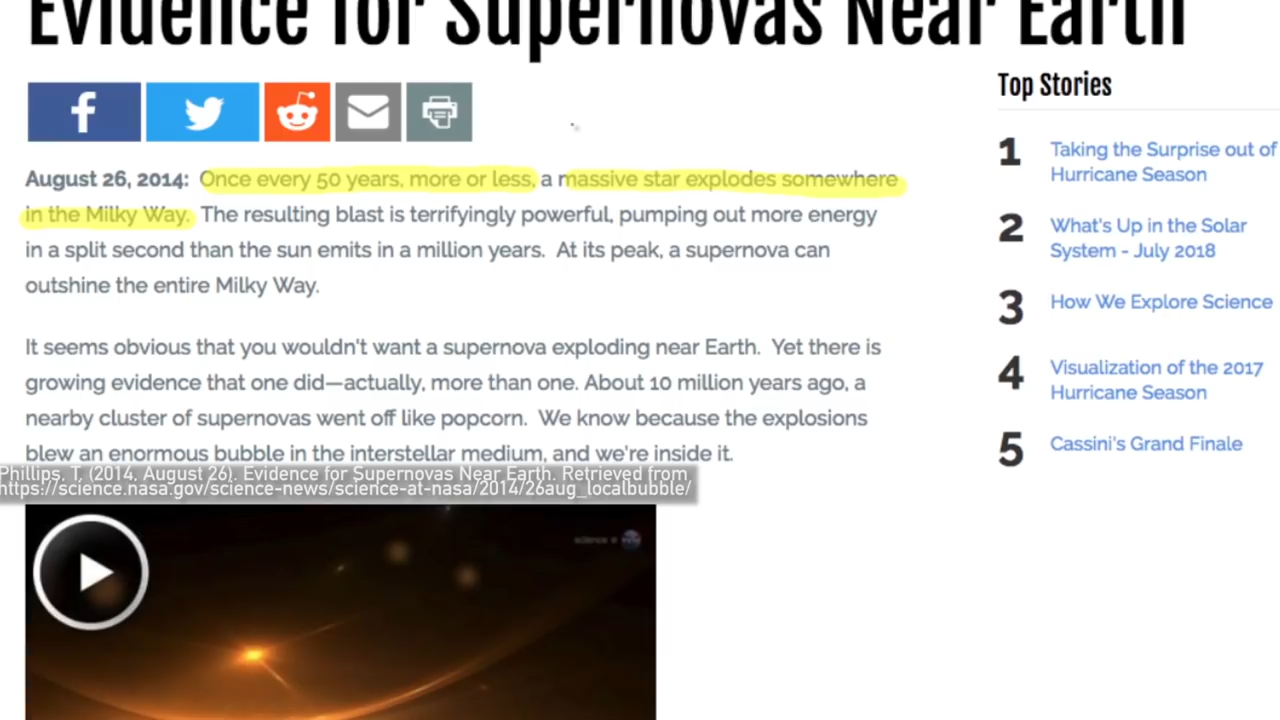 Evidence for Supernovas Near Earth
August 26, 2014: Once every 50 years, more or less, a massive star explodes somewhere
in the Milky Way. The resulting blast is terrifyingly powerful, pumping out more energy
in a split second than the sun emits in a million years. At its peak, a supernova can
outshine the entire Milky Way.
It seems obvious that you wouldn't want a supernova exploding near Earth. Yet there is
growing evidence that one did—actually, more than one. About 10 million years ago, a
nearby cluster of supernovas went off like popcorn. We know because the explosions
blew an enormous bubble in the interstellar medium, and we're inside it.
Phillips, T, (2014, August 26). Evidence for Supernovas Near Earth. Retrieved from
https://science.nasa.gov/science-news/science-at-nasa/2014/26aug_localbubble/
science @
Top Stories
1 Taking the Surprise out of
Hurricane Season
2 What's Up in the Solar
System - July 2018
3 How We Explore Science
4 Visualization of the 2017
Hurricane Season
5 Cassini's Grand Finale